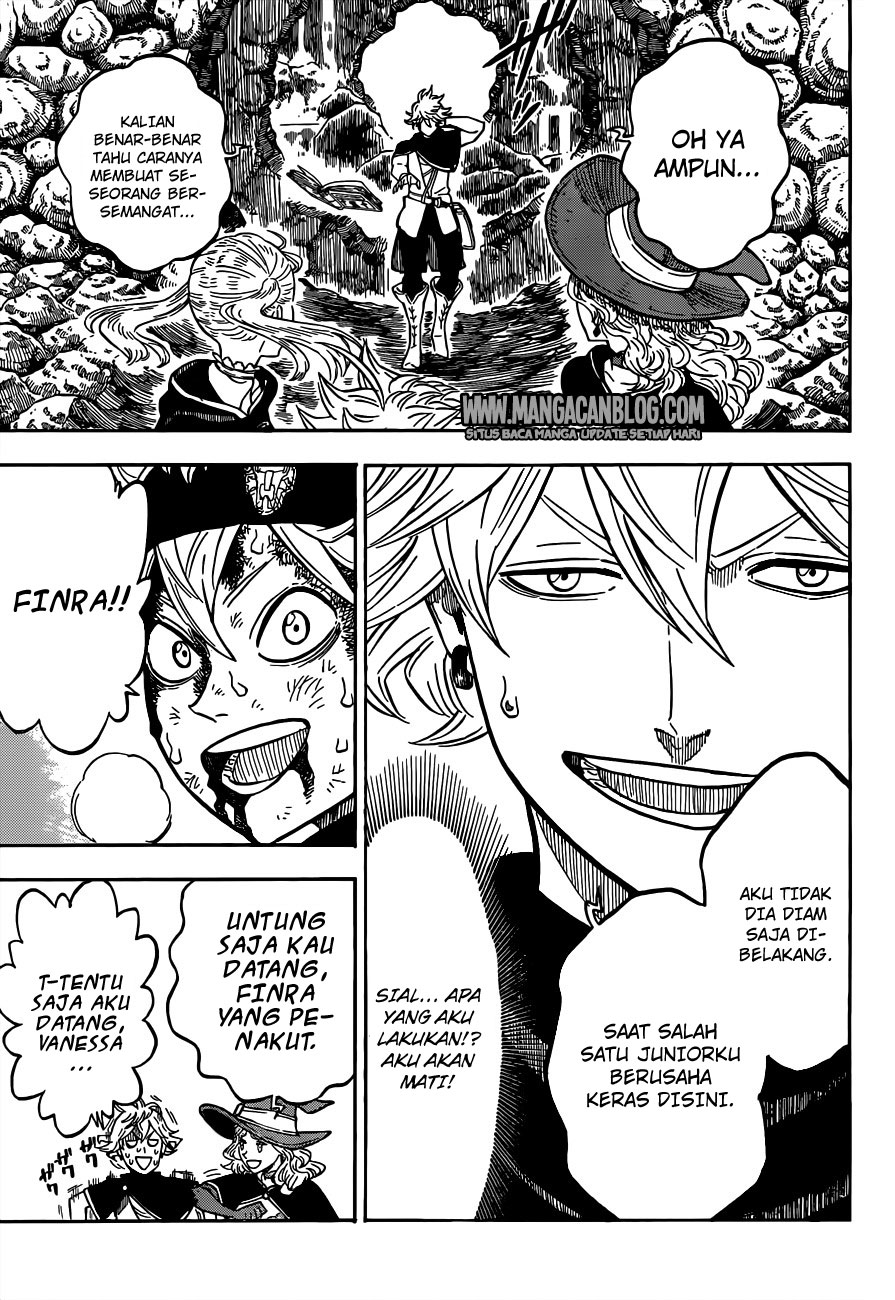 OH YA
AMPUN...
KALIAN
BENAR-BENAR
TAHU CARANYA
MEMBUAT SE-
SEORANG BER-
SEMANGAT...
WWW.MANGACANBLOG.COM
SITUS BACA MANGA UPDATE SETIAP HARI
AKU TIDAK
DIA DIAM
SAJA DI-
BELAKANG.
SAAT SALAH
SATU JUNIORKU
BERUSAHA
KERAS DISINI.
SIAL... APA
YANG AKU
LAKUKAN!?
AKU AKAN
MATI!
FINRA!!
UNTUNG
SAJA KAU
DATANG,
FINRA
YANG PE-
NAKUT.
T-TENTU
SAJA AKU
DATANG,
VANESSA
...